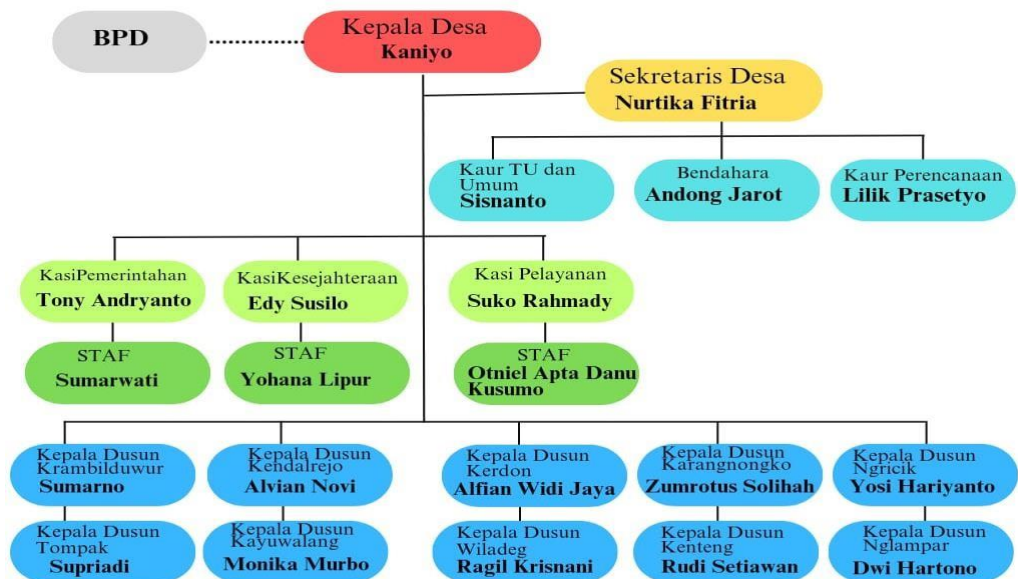 BPD
Kepala Desa
Kaniyo
Sekretaris Desa
Nurtika Fitria
Kaur TU dan
Umum
Sisnanto
Bendahara
Andong Jarot
Kaur Perencanaan
Lilik Prasetyo
KasiPemerintahan
Tony Andryanto
KasiKesejahteraan
Edy Susilo
Kasi Pelayanan
Suko Rahmady
STAF
Sumarwati
STAF
Yohana Lipur
STAF
Otniel Apta Danu
Kusumo
Kepala Dusun
Krambilduwur
Sumarno
Kepala Dusun
Kendalrejo
Alvian Novi
Kepala Dusun
Kerdon
Alfian Widi Jaya
Kepala Dusun
Karangnongko
Zumrotus Solihah
Kepala Dusun
Ngricik
Yosi Hariyanto
Kepala Dusun
Tompak
Supriadi
Kepala Dusun
Kayuwalang
Monika Murbo
Kepala Dusun
Wiladeg
Ragil Krisnani
Kepala Dusun
Kenteng
Rudi Setiawan
Kepala Dusun
Nglampar
Dwi Hartono